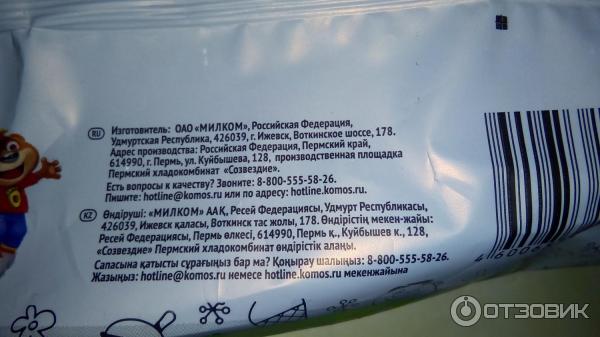 RU Изготовитель: ОАО «МИЛКОМ», Российская Федерация,
Удмуртская Республика, 426039, г. Ижевск, Воткинское шоссе, 178.
Адрес производства: Российская Федерация, Пермский край,
614990, г. Пермь, ул. Куйбышева, 128, производственная площадка
Пермский хладокомбинат «Созвездие».
Есть вопросы к качеству? Звоните: 8-800-555-58-26.
Пишите: hotline@komos.ru или hotline.komos.ru.
KZ Өндіруші: «МИЛКОМ» ААҚ, Ресей Федерациясы, Удмурт Республикасы,
426039, Ижевск қаласы, Воткинск тас жолы, 178. Өндірістің мекен-жайы:
Ресей Федерациясы, Пермь өлкесі, 614990, Пермь қ., Куйбышев к., 128,
«Созвездие» Пермский хладокомбинат өндірістік алаңы.
Сапасына қатысты сұрағыңыз бар ма? Қоңырау шалыңыз: 8-800-555-58-26.
Жазыңыз: hotline@komos.ru немесе hotline.komos.ru мекенжайына
ОТЗОВИК